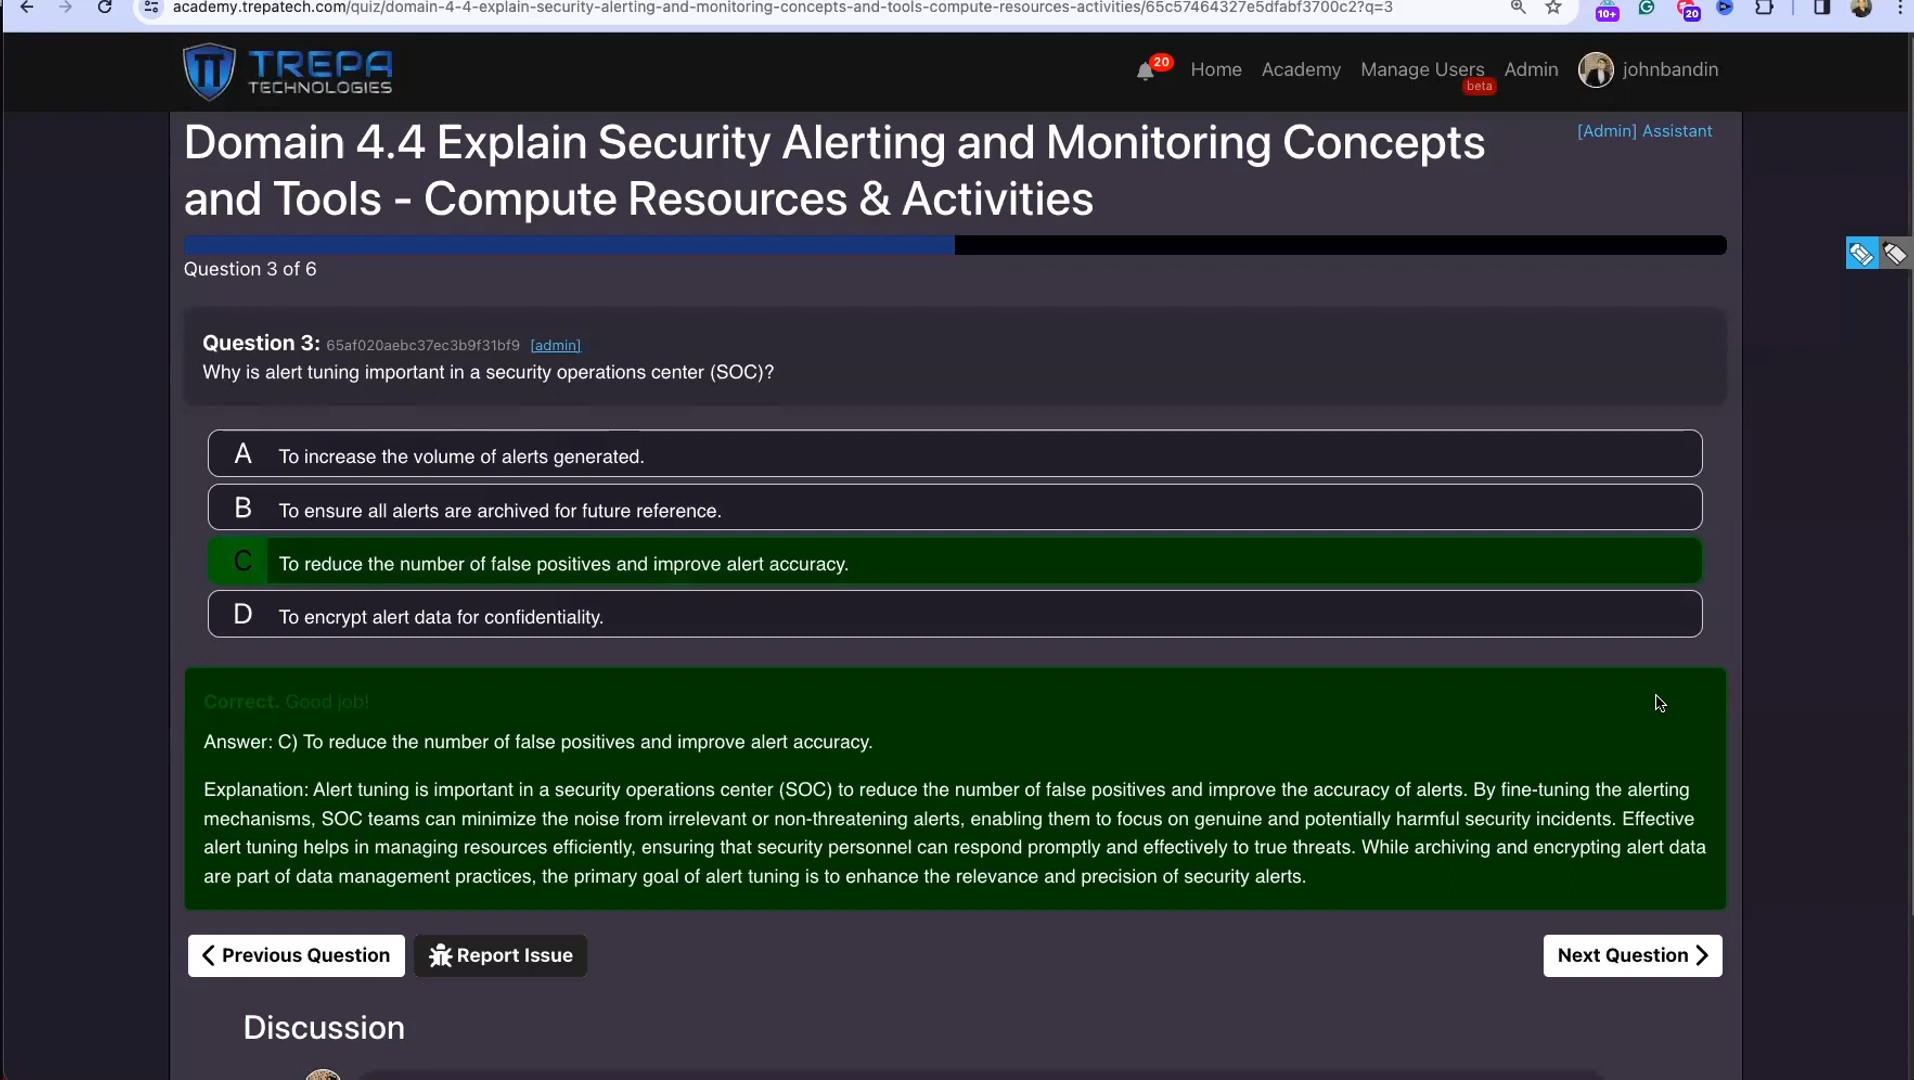 academy.trepatech.com/quiz/domain-4-4-explain-security-alerting-and-monitoring-concepts-and-tools-compute-resources-activities/65c57464327e5dfabf3700c2?q=3
10+
20
TREPA
TECHNOLOGIES
20
Home
Academy
Manage Users
beta
Admin
johnbandin
Domain 4.4 Explain Security Alerting and Monitoring Concepts
and Tools - Compute Resources & Activities
[Admin] Assistant
Question 3 of 6
Question 3: 65af020aebc37ec3b9f31bf9 [admin]
Why is alert tuning important in a security operations center (SOC)?
A To increase the volume of alerts generated.
B To ensure all alerts are archived for future reference.
C To reduce the number of false positives and improve alert accuracy.
D To encrypt alert data for confidentiality.
Correct. Good job!
Answer: C) To reduce the number of false positives and improve alert accuracy.
Explanation: Alert tuning is important in a security operations center (SOC) to reduce the number of false positives and improve the accuracy of alerts. By fine-tuning the alerting
mechanisms, SOC teams can minimize the noise from irrelevant or non-threatening alerts, enabling them to focus on genuine and potentially harmful security incidents. Effective
alert tuning helps in managing resources efficiently, ensuring that security personnel can respond promptly and effectively to true threats. While archiving and encrypting alert data
are part of data management practices, the primary goal of alert tuning is to enhance the relevance and precision of security alerts.
Previous Question
Report Issue
Next Question
Discussion